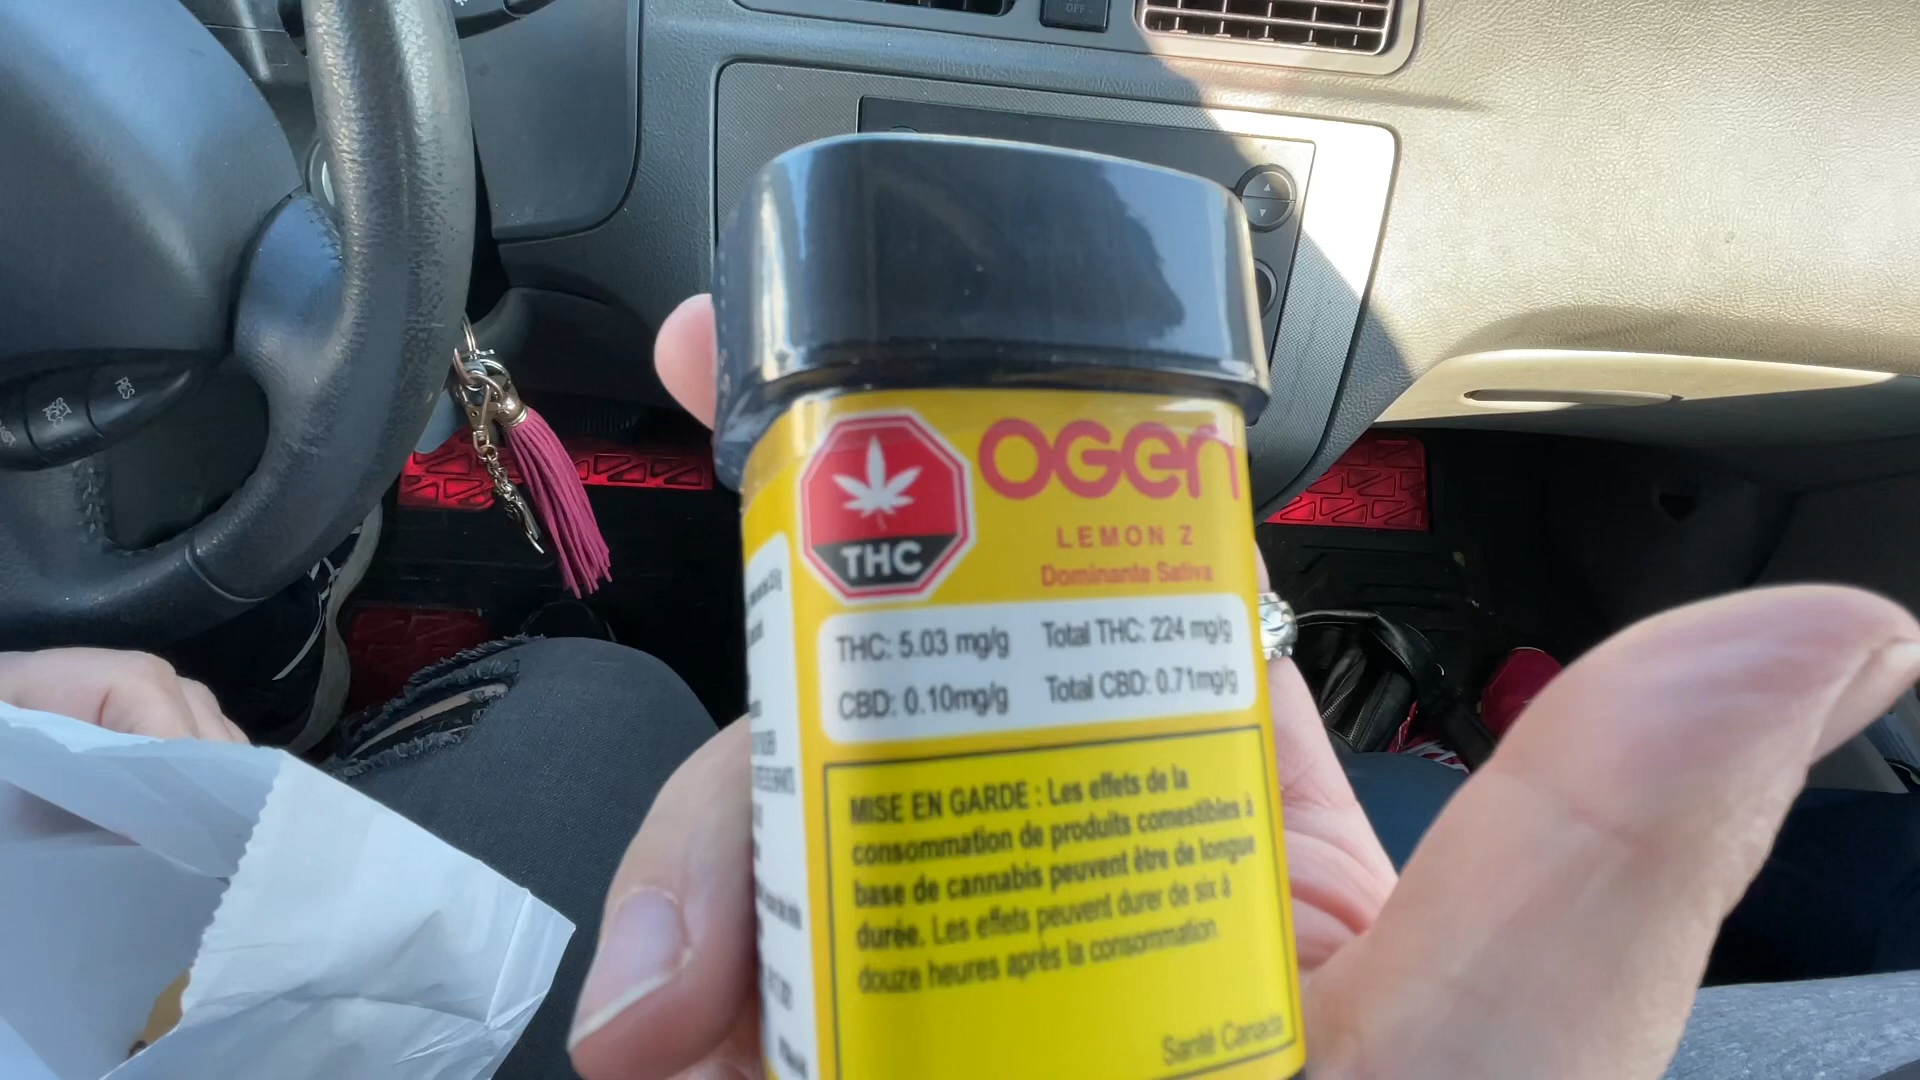 OFF
RES
OGen
LEMON Z
Dominante Sativa
THC
THC: 5.03 mg/g Total THC: 224 mg/g
CBD: 0.10mg/g Total CBD: 0.71mg/g
MISE EN GARDE : Les effets de la
consommation de produits comestibles à
base de cannabis peuvent être de longue
durée. Les effets peuvent durer de six à
douze heures après la consommation.
Santé Canada